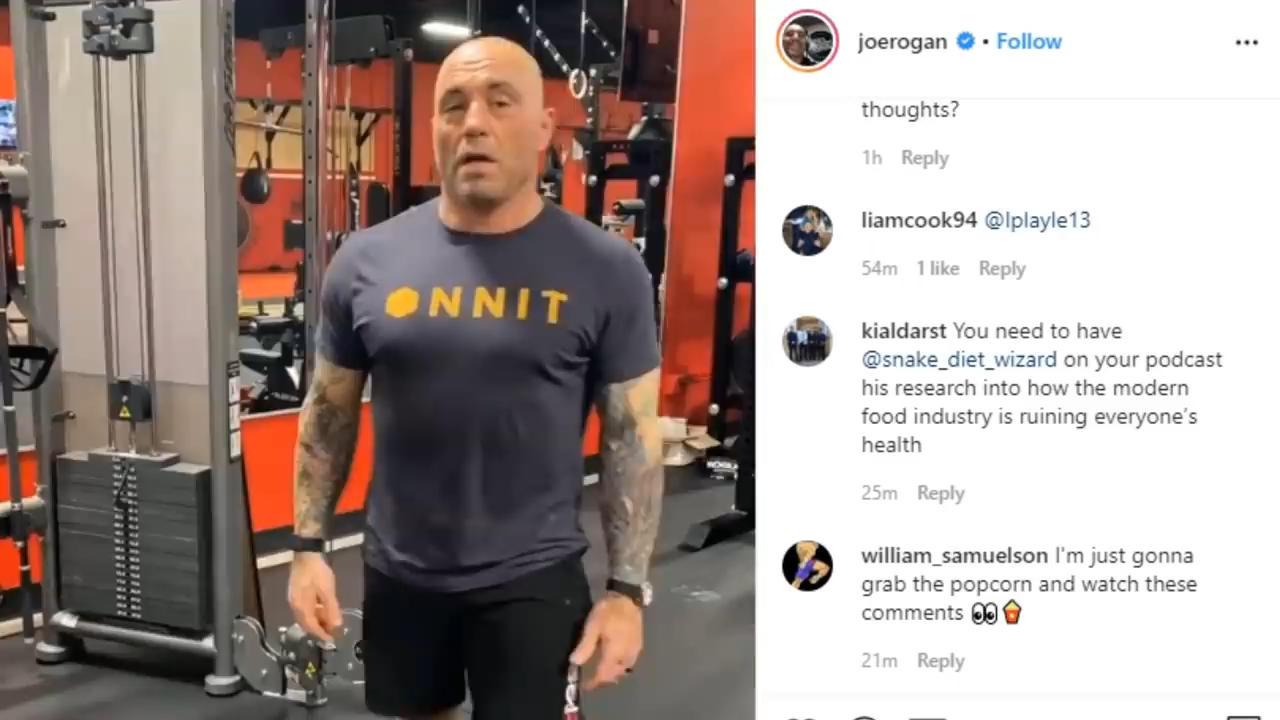 joerogan • Follow
thoughts?
1h Reply
liamcook94 @lplayle13
54m 1 like Reply
kialdarst You need to have
@snake_diet_wizard on your podcast
his research into how the modern
food industry is ruining everyone's
health
25m Reply
william_samuelson I'm just gonna
grab the popcorn and watch these
comments 👀🍿
21m Reply
ONNIT